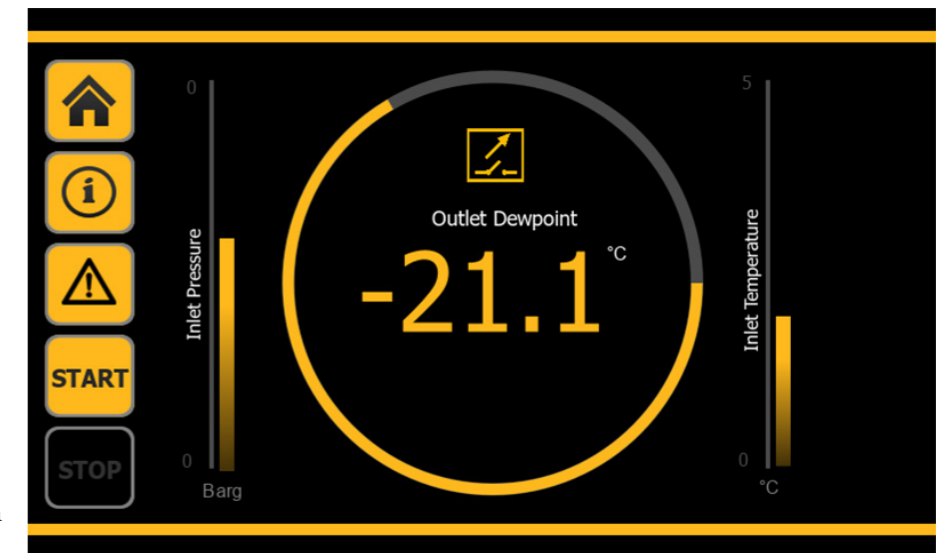 START
STOP
0
Inlet Pressure
0
Barg
Outlet Dewpoint
-21.1 °C
5
Inlet Temperature
0
°C